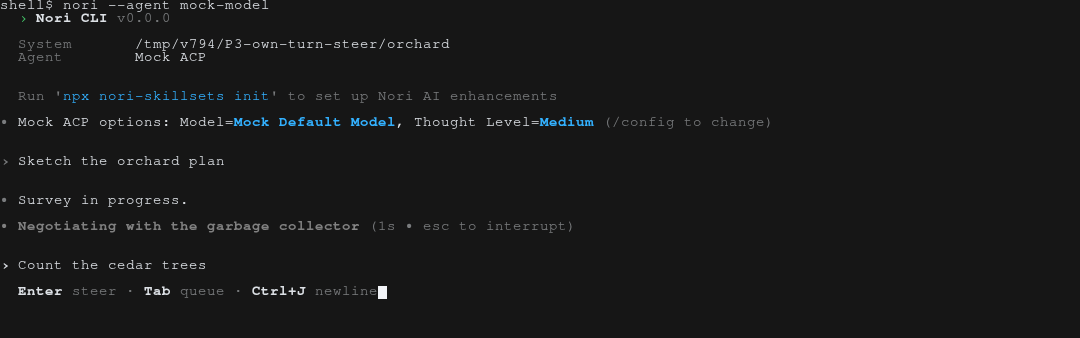 shell$ nori --agent mock-model
› Nori CLI v0.0.0
System /tmp/v794/P3-own-turn-steer/orchard
Agent Mock ACP
Run 'npx nori-skillsets init' to set up Nori AI enhancements
• Mock ACP options: Model=Mock Default Model, Thought Level=Medium (/config to change)
› Sketch the orchard plan
• Survey in progress.
• Negotiating with the garbage collector (1s • esc to interrupt)
› Count the cedar trees
Enter steer · Tab queue · Ctrl+J newline